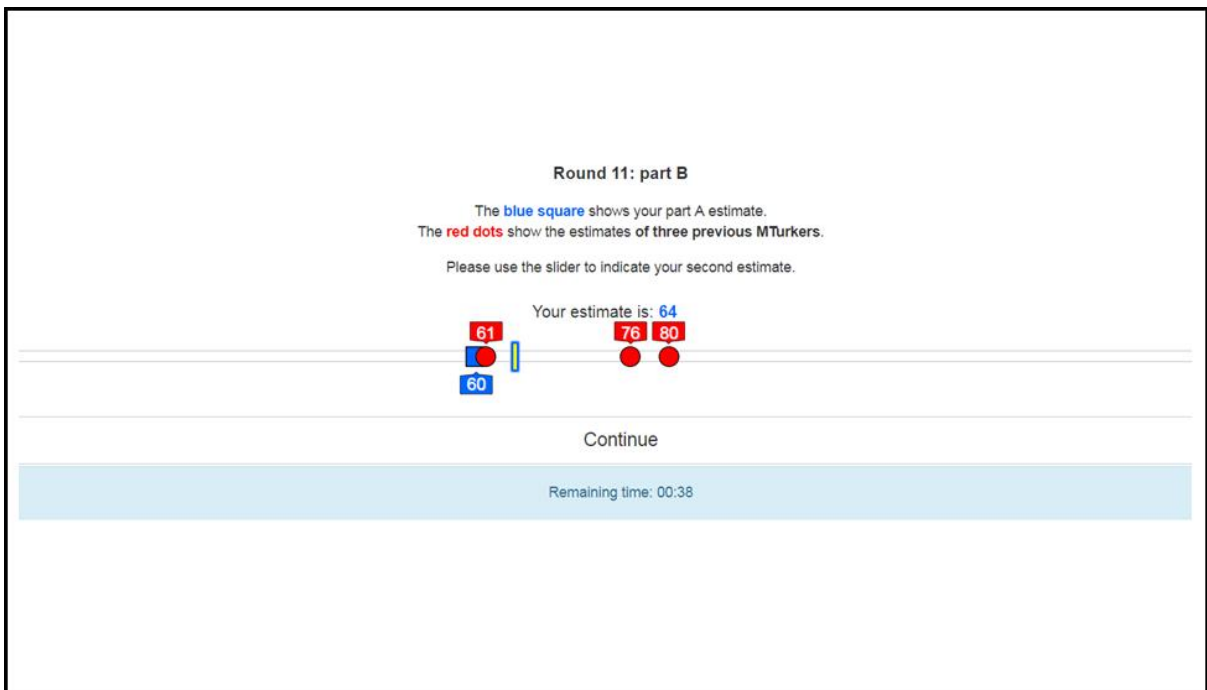 Round 11: part B
The blue square shows your part A estimate.
The red dots show the estimates of three previous MTurkers.
Please use the slider to indicate your second estimate.
Your estimate is: 64
61 76 80
60
Continue
Remaining time: 00:38